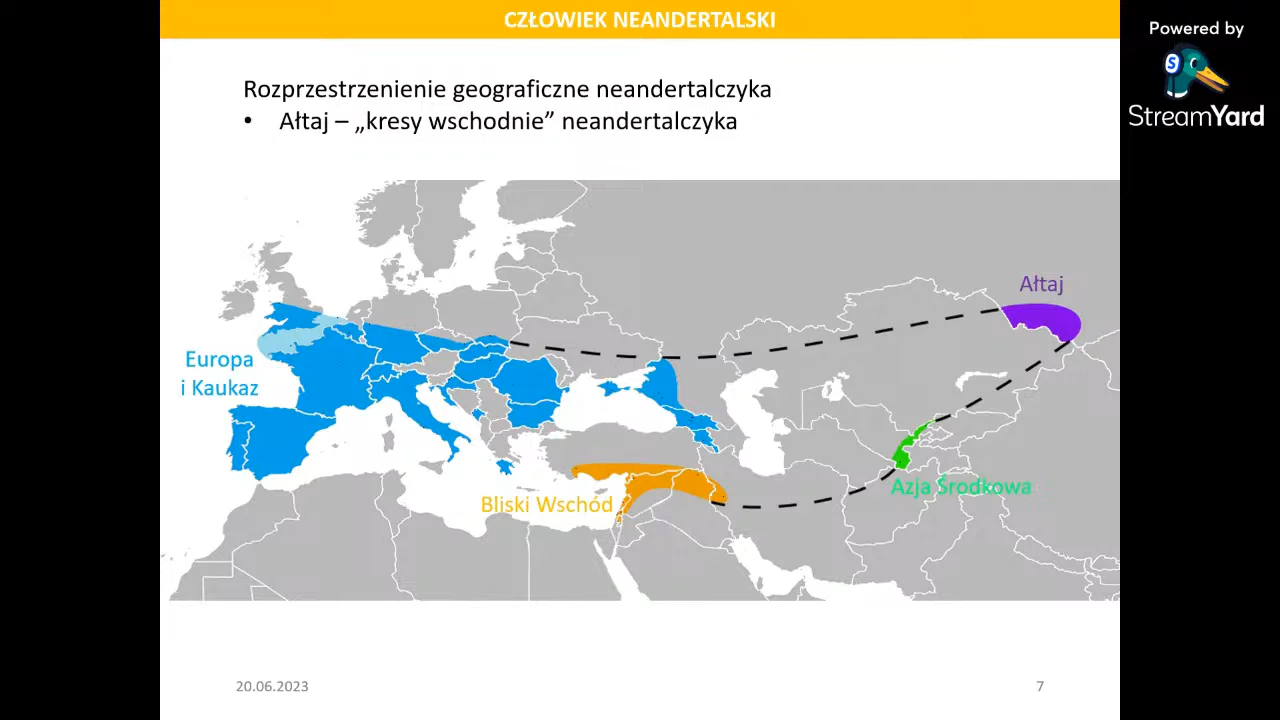 CZŁOWIEK NEANDERTALSKI
Powered by
StreamYard
Rozprzestrzenienie geograficzne neandertalczyka
• Ałtaj – „kresy wschodnie” neandertalczyka
Ałtaj
Europa
i Kaukaz
Azja Środkowa
Bliski Wschód
20.06.2023
7